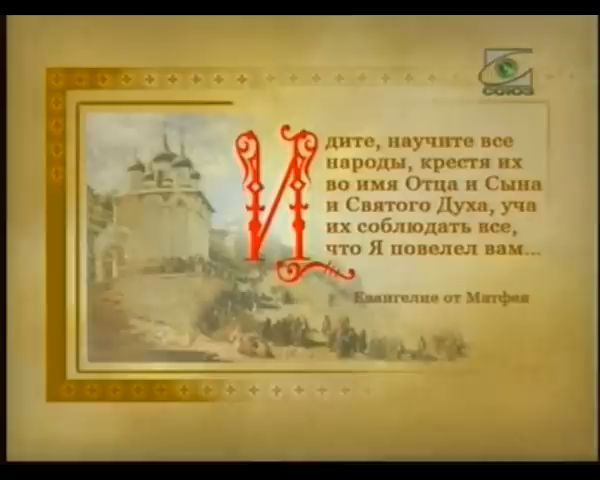 СОЮЗ
Идите, научите все
народы, крестя их
во имя Отца и Сына
и Святого Духа, уча
их соблюдать все,
что Я повелел вам...
Евангелие от Матфея